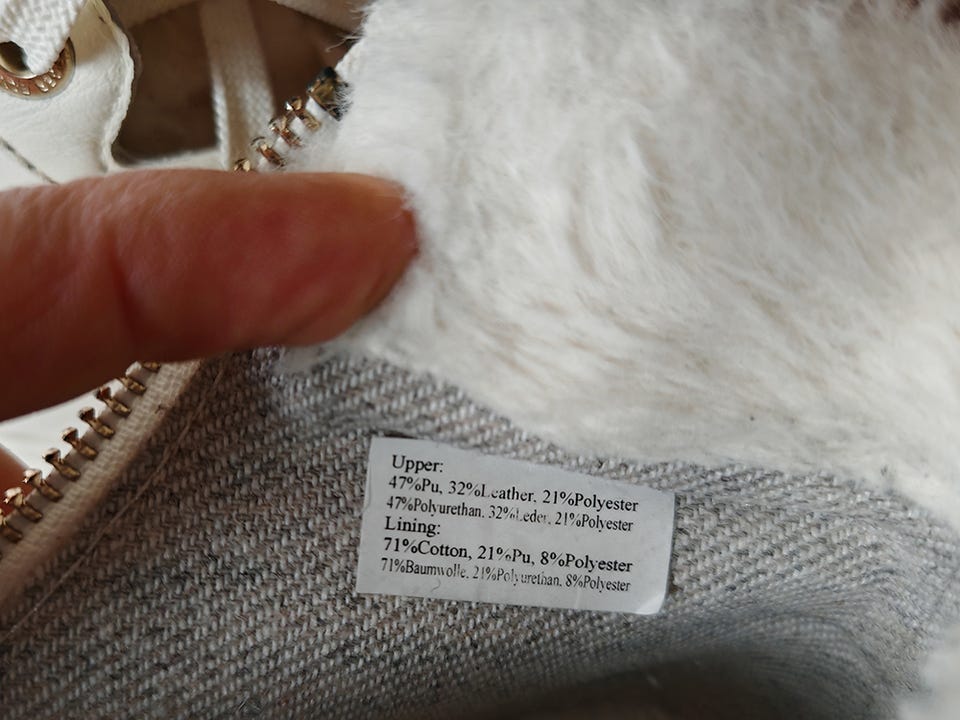 Upper:
47%Pu, 32%Leather, 21%Polyester
47%Polyurethan, 32%Leder, 21%Polyester
Lining:
71%Cotton, 21%Pu, 8%Polyester
71%Baumwolle, 21%Polyurethan, 8%Polyester